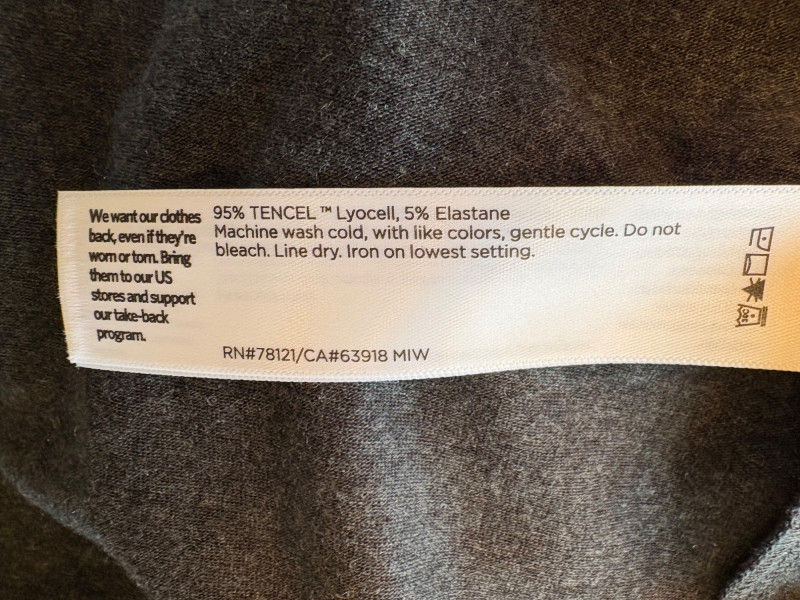 We want our clothes
back, even if they're
worn or torn. Bring
them to our US
stores and support
our take-back
program.
95% TENCEL™ Lyocell, 5% Elastane
Machine wash cold, with like colors, gentle cycle. Do not
bleach. Line dry. Iron on lowest setting.
RN#78121/CA#63918 MIW